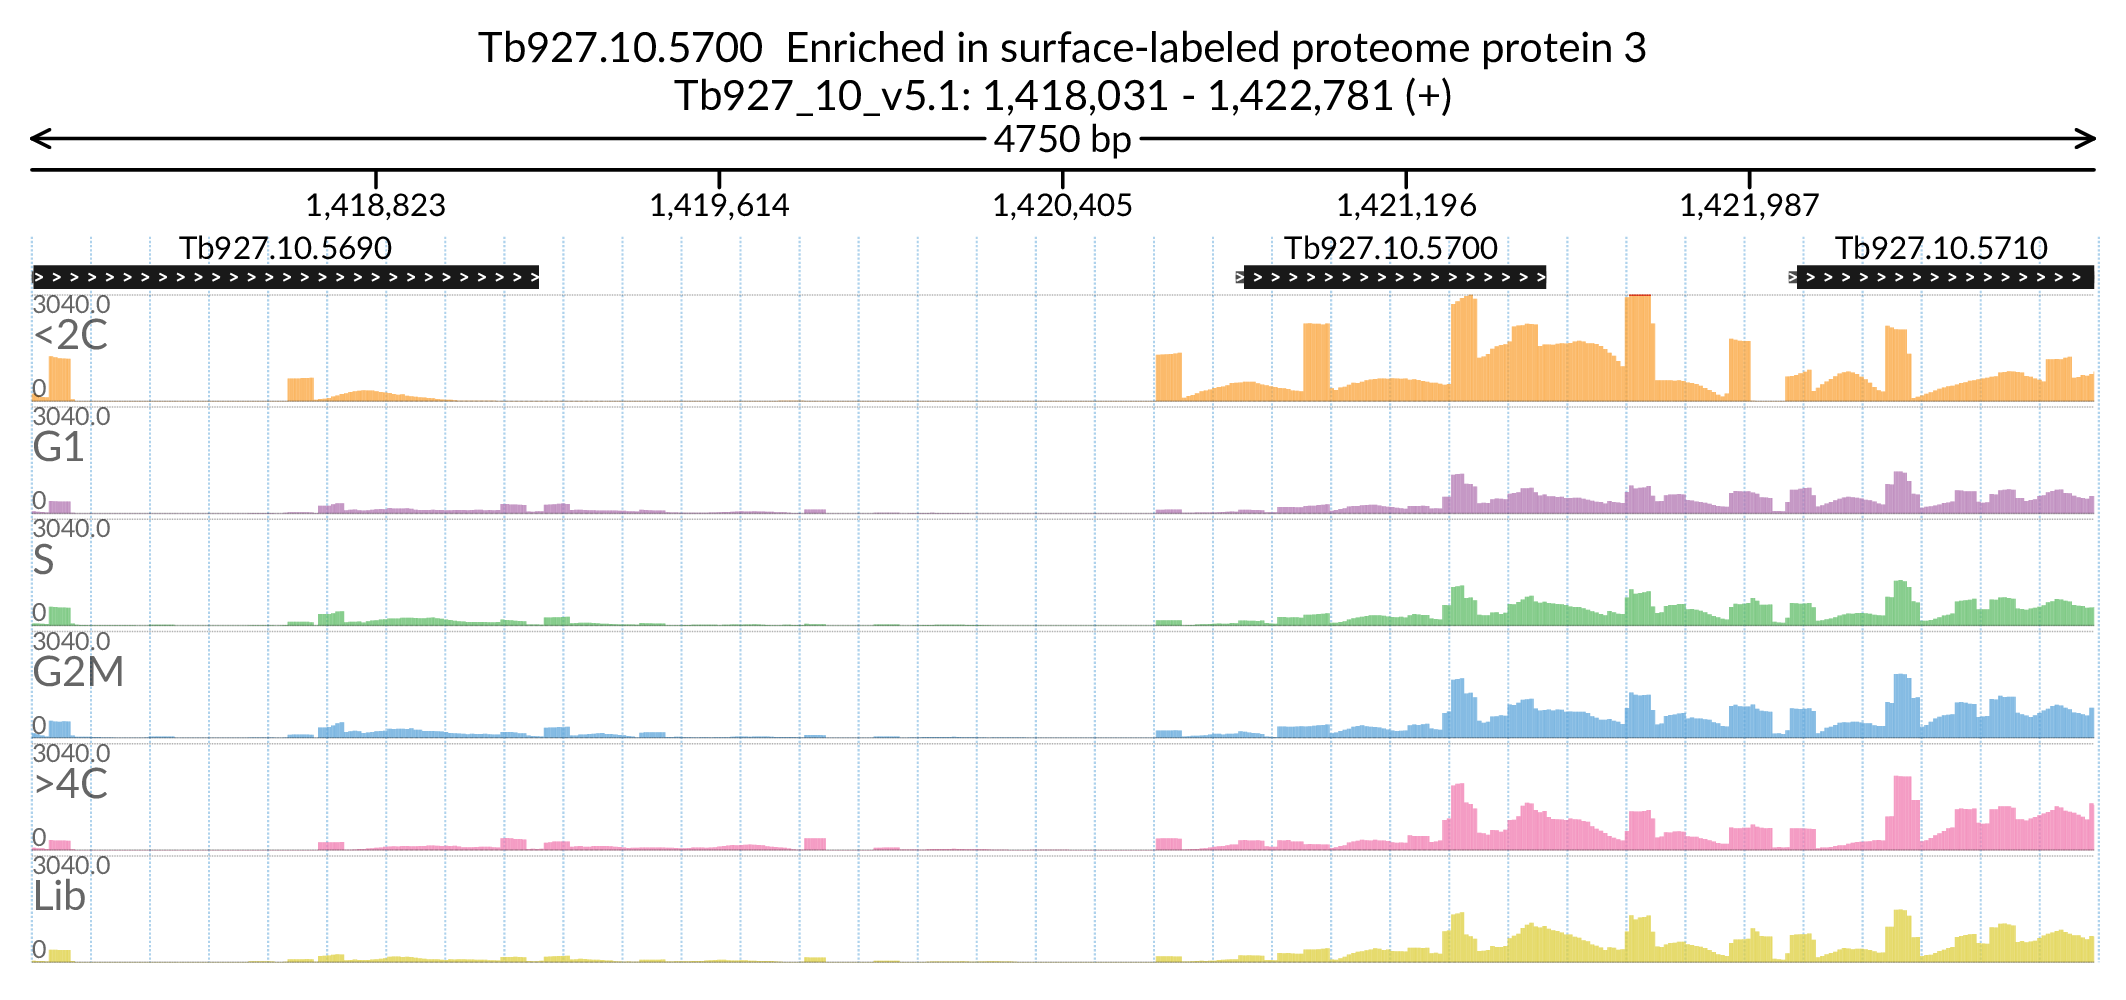 Tb927.10.5700  Enriched in surface-labeled proteome protein 3
Tb927_10_v5.1: 1,418,031 - 1,422,781 (+)
4750 bp
1,418,823 1,419,614 1,420,405 1,421,196 1,421,987
Tb927.10.5690 Tb927.10.5700 Tb927.10.5710
3040.0
<2C
0
3040.0
G1
0
3040.0
S
0
3040.0
G2M
0
3040.0
>4C
0
3040.0
Lib
0